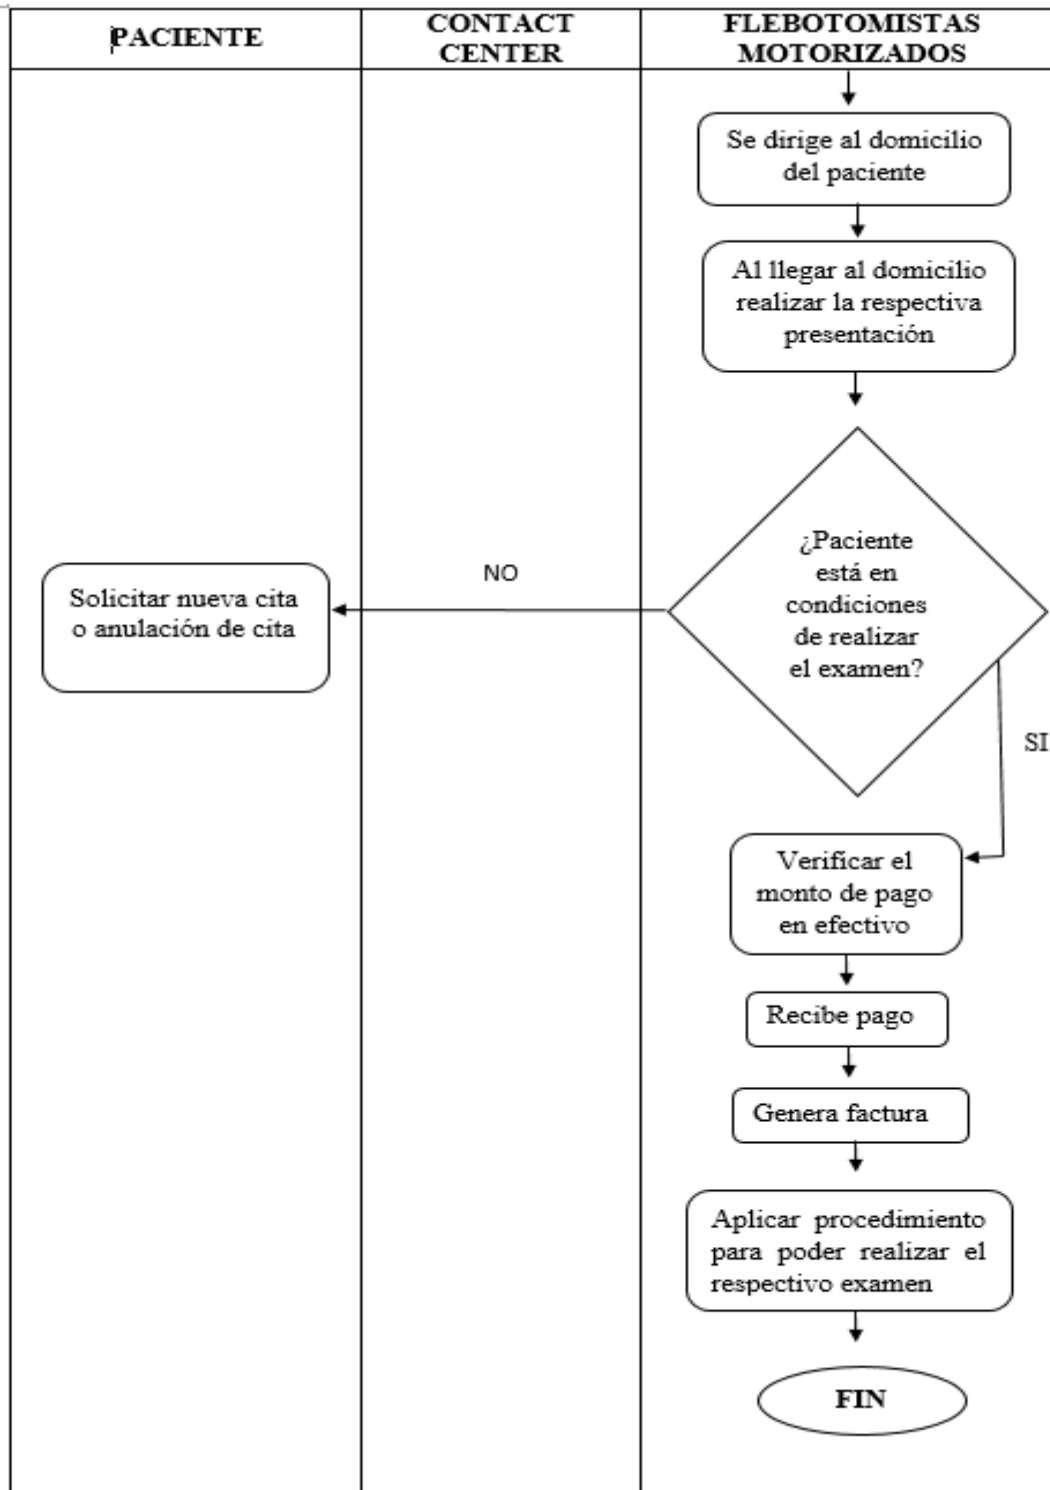 PACIENTE
CONTACT
CENTER
FLEBOTOMISTAS
MOTORIZADOS
Se dirige al domicilio
del paciente
Al llegar al domicilio
realizar la respectiva
presentación
¿Paciente
está en
condiciones
de realizar
el examen?
NO
Solicitar nueva cita
o anulación de cita
SI
Verificar el
monto de pago
en efectivo
Recibe pago
Genera factura
Aplicar procedimiento
para poder realizar el
respectivo examen
FIN